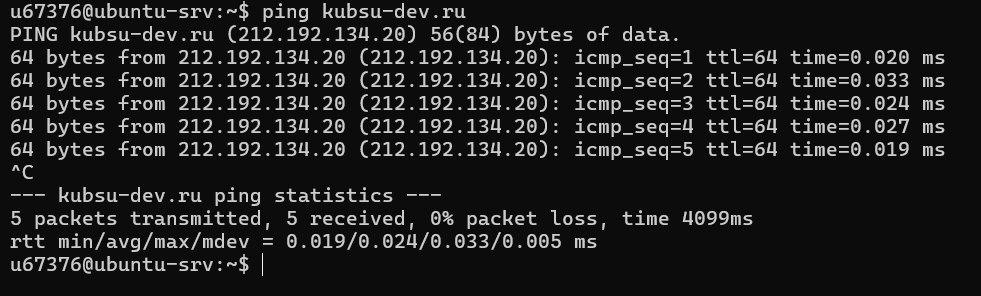 u67376@ubuntu-srv:~$ ping kubsu-dev.ru
PING kubsu-dev.ru (212.192.134.20) 56(84) bytes of data.
64 bytes from 212.192.134.20 (212.192.134.20): icmp_seq=1 ttl=64 time=0.020 ms
64 bytes from 212.192.134.20 (212.192.134.20): icmp_seq=2 ttl=64 time=0.033 ms
64 bytes from 212.192.134.20 (212.192.134.20): icmp_seq=3 ttl=64 time=0.024 ms
64 bytes from 212.192.134.20 (212.192.134.20): icmp_seq=4 ttl=64 time=0.027 ms
64 bytes from 212.192.134.20 (212.192.134.20): icmp_seq=5 ttl=64 time=0.019 ms
^C
--- kubsu-dev.ru ping statistics ---
5 packets transmitted, 5 received, 0% packet loss, time 4099ms
rtt min/avg/max/mdev = 0.019/0.024/0.033/0.005 ms
u67376@ubuntu-srv:~$